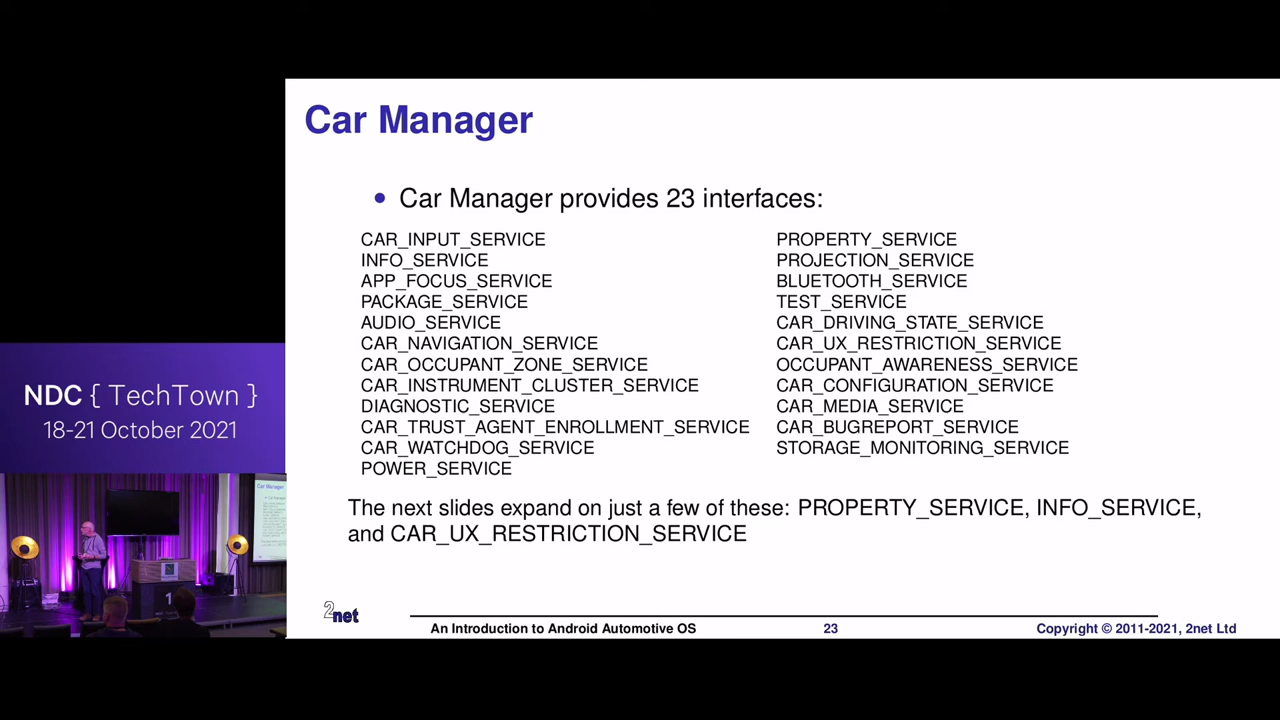 Car Manager
• Car Manager provides 23 interfaces:
CAR_INPUT_SERVICE
INFO_SERVICE
APP_FOCUS_SERVICE
PACKAGE_SERVICE
AUDIO_SERVICE
CAR_NAVIGATION_SERVICE
CAR_OCCUPANT_ZONE_SERVICE
CAR_INSTRUMENT_CLUSTER_SERVICE
DIAGNOSTIC_SERVICE
CAR_TRUST_AGENT_ENROLLMENT_SERVICE
CAR_WATCHDOG_SERVICE
POWER_SERVICE
PROPERTY_SERVICE
PROJECTION_SERVICE
BLUETOOTH_SERVICE
TEST_SERVICE
CAR_DRIVING_STATE_SERVICE
CAR_UX_RESTRICTION_SERVICE
OCCUPANT_AWARENESS_SERVICE
CAR_CONFIGURATION_SERVICE
CAR_MEDIA_SERVICE
CAR_BUGREPORT_SERVICE
STORAGE_MONITORING_SERVICE
The next slides expand on just a few of these: PROPERTY_SERVICE, INFO_SERVICE,
and CAR_UX_RESTRICTION_SERVICE
2net
An Introduction to Android Automotive OS
23
Copyright © 2011-2021, 2net Ltd
NDC { TechTown }
18-21 October 2021
Car Manager
1